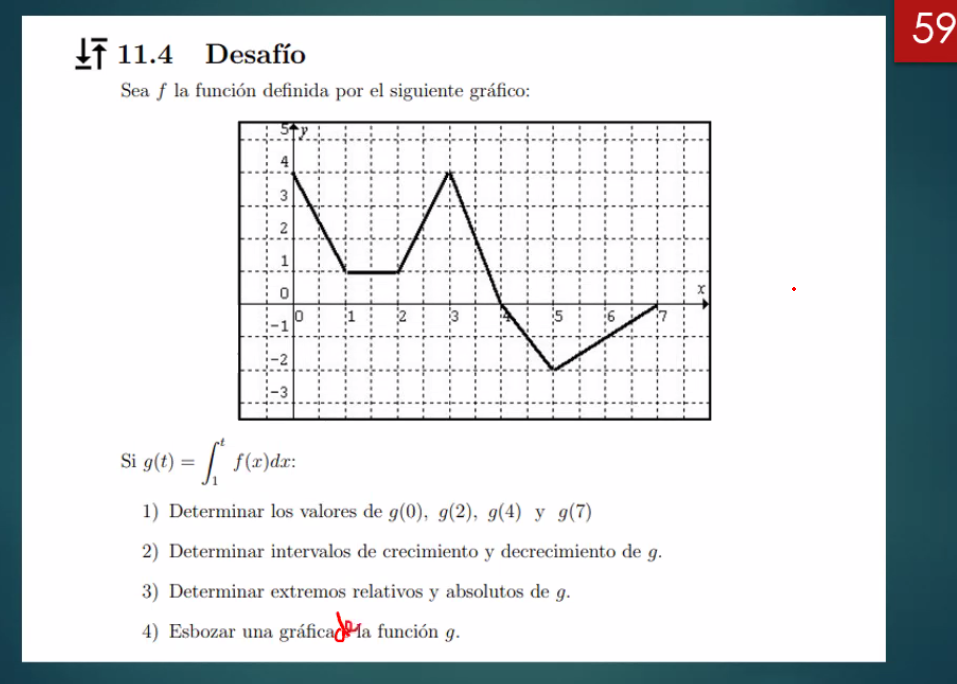 59
11.4 Desafío
Sea f la función definida por el siguiente gráfico:
5 y
4
3
2
1
0 x
0 1 2 3 4 5 6 7
-1
-2
-3
Si g(t) = ∫₁ᵗ f(x)dx:
1) Determinar los valores de g(0), g(2), g(4) y g(7)
2) Determinar intervalos de crecimiento y decrecimiento de g.
3) Determinar extremos relativos y absolutos de g.
4) Esbozar una gráfica de la función g.